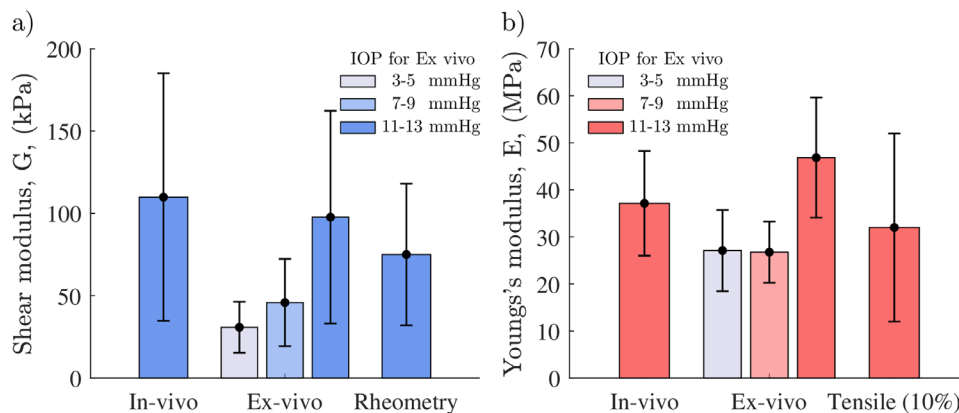 a)
Shear modulus, G, (kPa)
200
150
100
50
0
IOP for Ex vivo
3-5 mmHg
7-9 mmHg
11-13 mmHg
In-vivo Ex-vivo Rheometry
b)
Youngs's modulus, E, (MPa)
70
60
50
40
30
20
10
0
IOP for Ex vivo
3-5 mmHg
7-9 mmHg
11-13 mmHg
In-vivo Ex-vivo Tensile (10%)